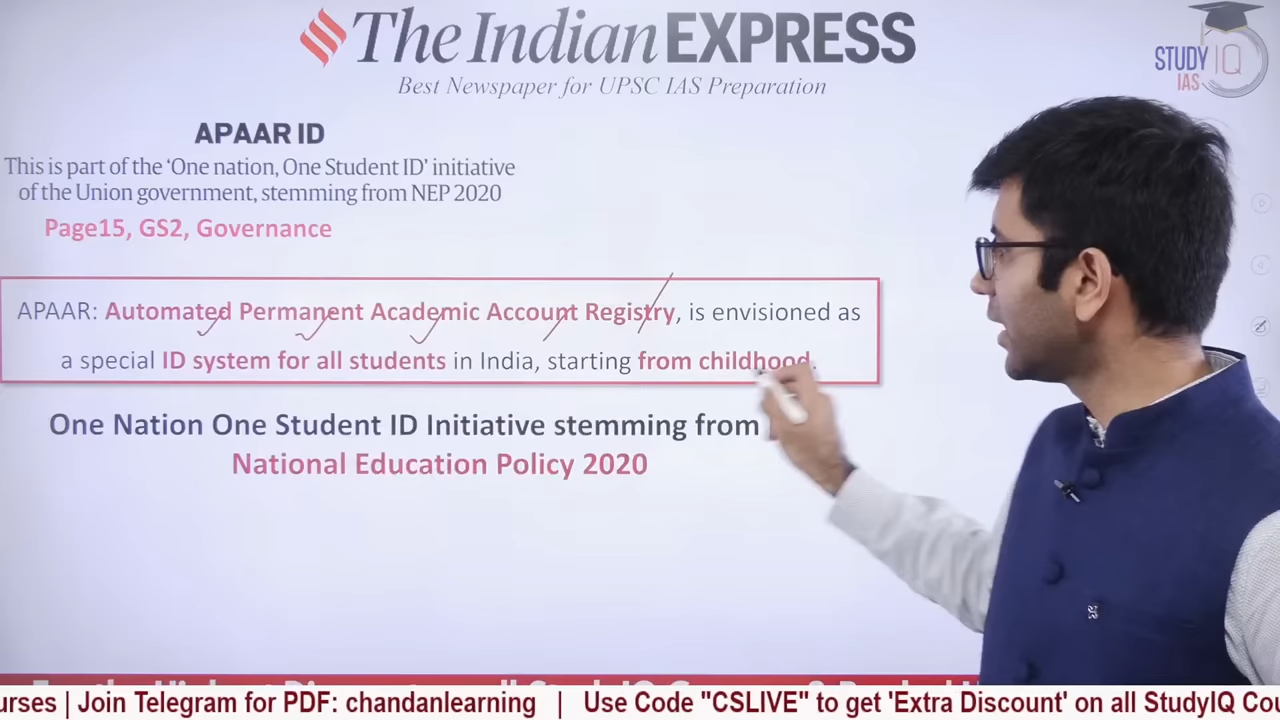 The Indian EXPRESS
Best Newspaper for UPSC IAS Preparation
STUDY IQ
IAS
APAAR ID
This is part of the 'One nation, One Student ID' initiative
of the Union government, stemming from NEP 2020
Page15, GS2, Governance
APAAR: Automated Permanent Academic Account Registry, is envisioned as
a special ID system for all students in India, starting from childhood.
One Nation One Student ID Initiative stemming from
National Education Policy 2020
urses | Join Telegram for PDF: chandanlearning | Use Code "CSLIVE" to get 'Extra Discount' on all StudyIQ Cou